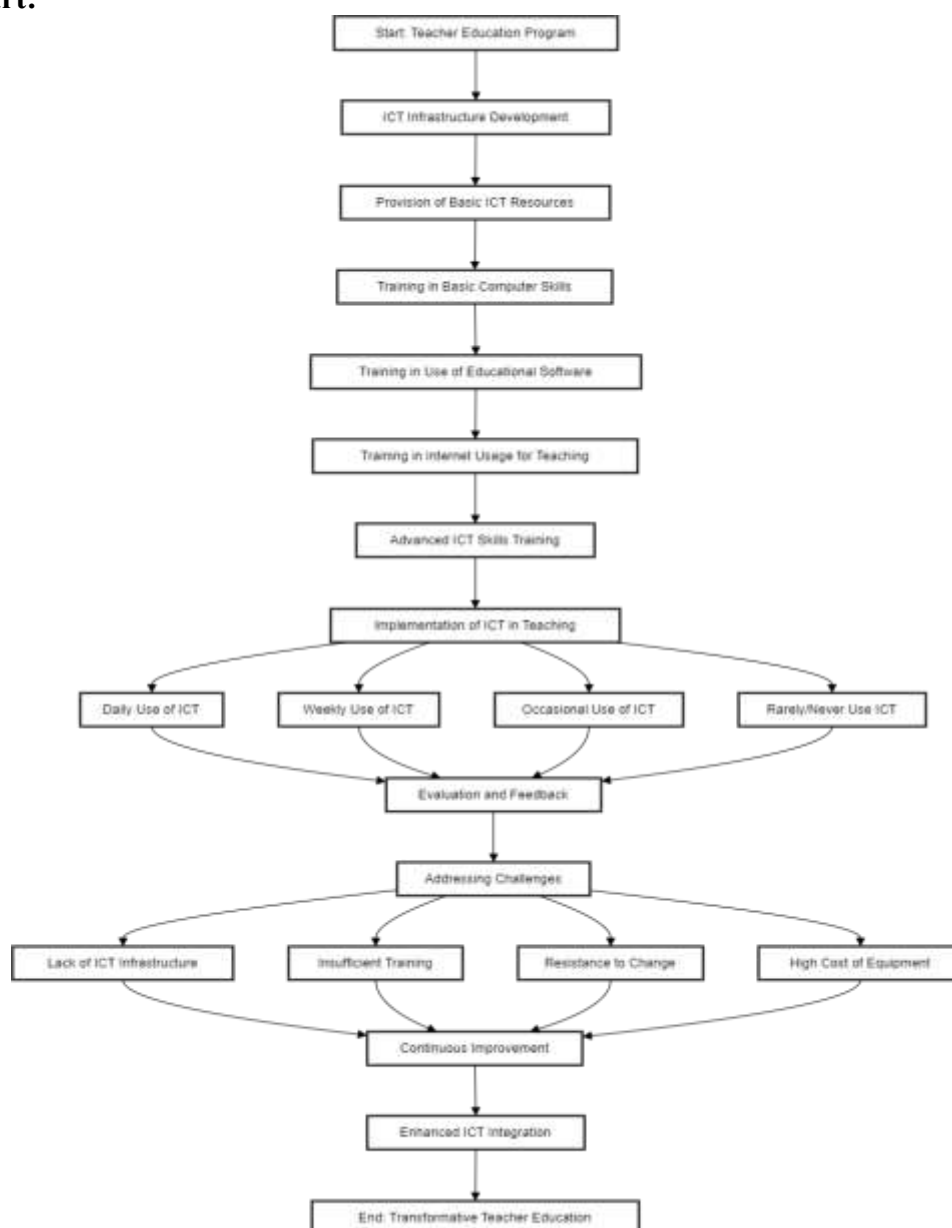 Start: Teacher Education Program
ICT Infrastructure Development
Provision of Basic ICT Resources
Training in Basic Computer Skills
Training in Use of Educational Software
Training in Internet Usage for Teaching
Advanced ICT Skills Training
Implementation of ICT in Teaching
Daily Use of ICT
Weekly Use of ICT
Occasional Use of ICT
Rarely/Never Use ICT
Evaluation and Feedback
Addressing Challenges
Lack of ICT Infrastructure
Insufficient Training
Resistance to Change
High Cost of Equipment
Continuous Improvement
Enhanced ICT Integration
End: Transformative Teacher Education